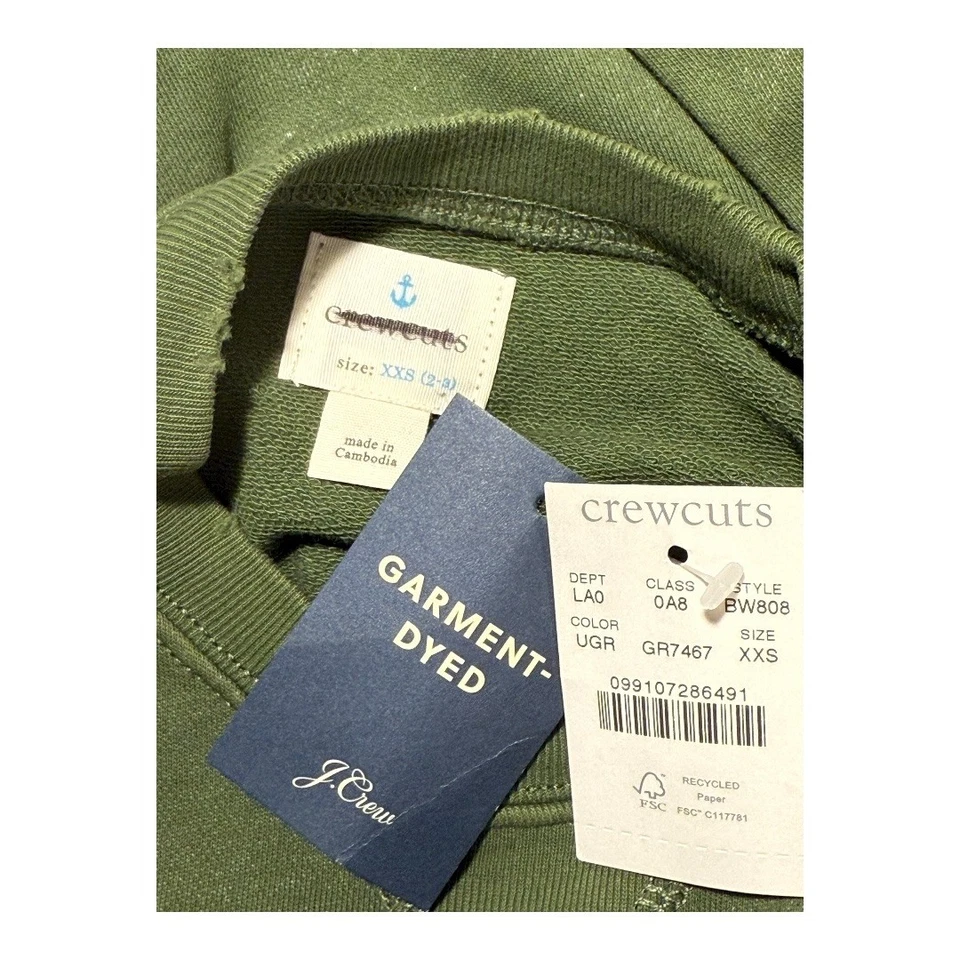 crewcuts
size: XXS (2-3)
made in
Cambodia
GARMENT-
DYED
J.Crew
crewcuts
DEPT CLASS STYLE
LA0 0A8 BW808
COLOR SIZE
UGR GR7467 XXS
099107286491
FSC
RECYCLED
Paper
FSC™ C117781